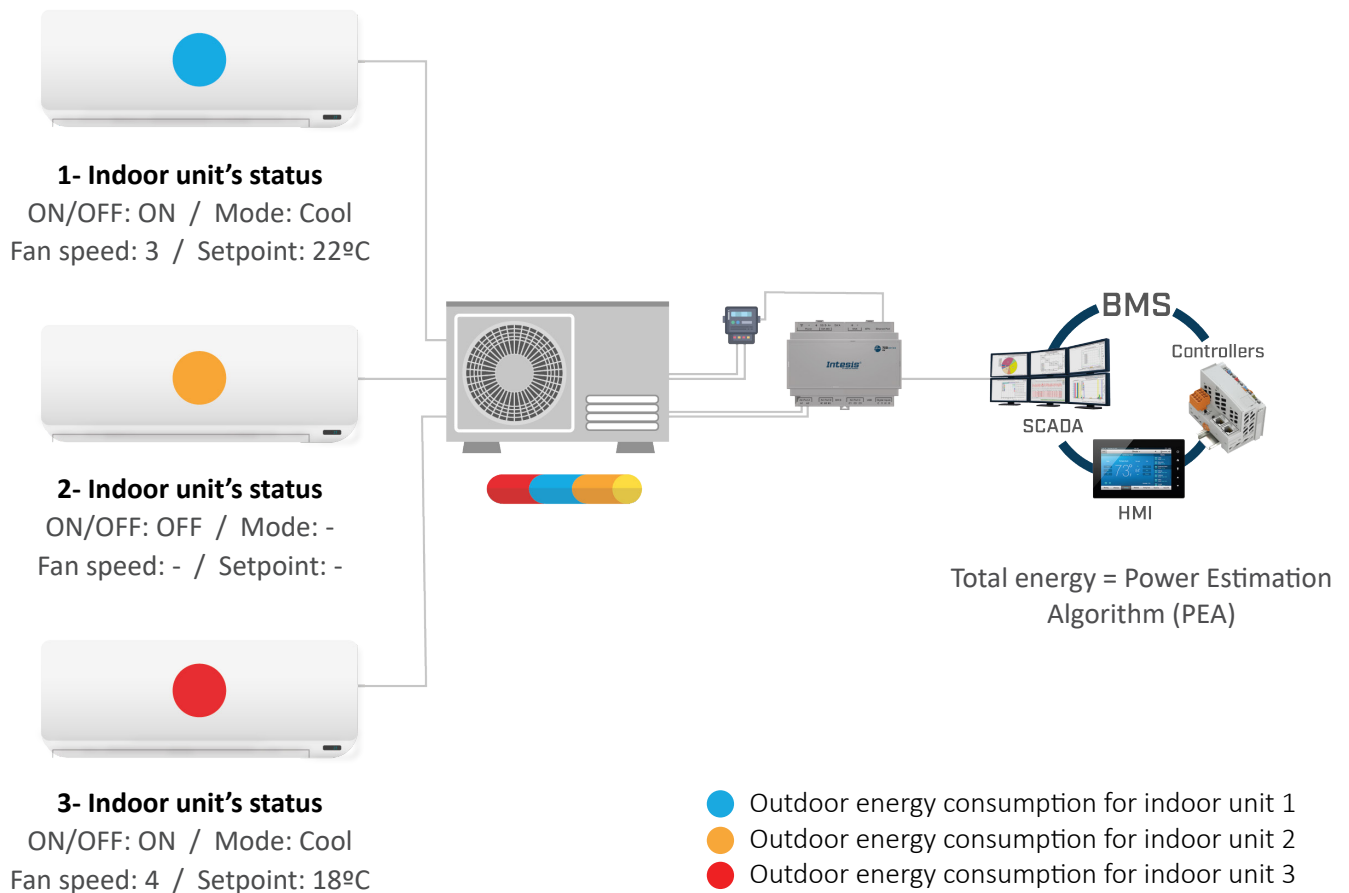 1- Indoor unit's status
ON/OFF: ON / Mode: Cool
Fan speed: 3 / Setpoint: 22ºC
2- Indoor unit's status
ON/OFF: OFF / Mode: -
Fan speed: - / Setpoint: -
3- Indoor unit's status
ON/OFF: ON / Mode: Cool
Fan speed: 4 / Setpoint: 18ºC
Intesis
BMS
Controllers
SCADA
HMI
Total energy = Power Estimation
Algorithm (PEA)
Outdoor energy consumption for indoor unit 1
Outdoor energy consumption for indoor unit 2
Outdoor energy consumption for indoor unit 3